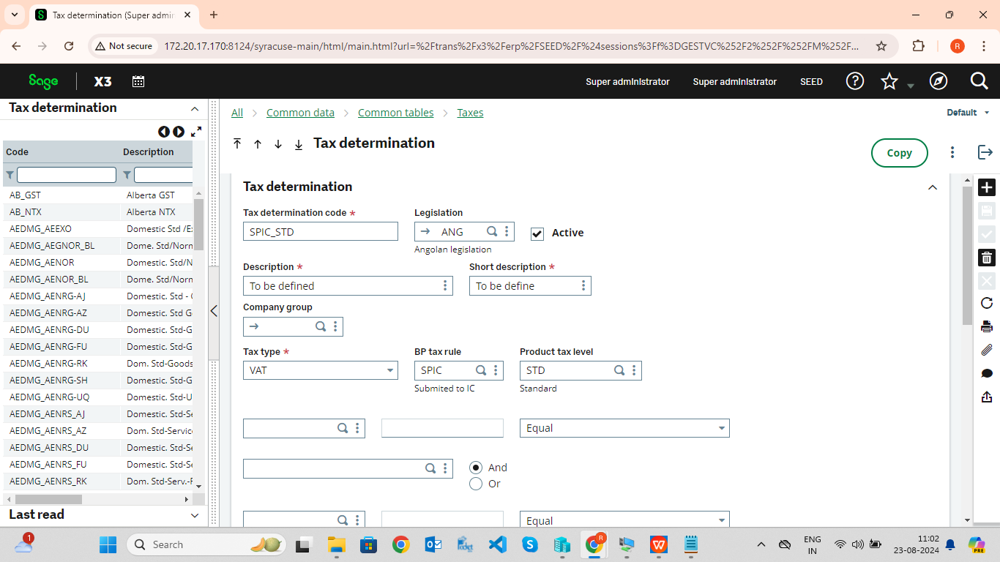 Tax determination (Super admir
Not secure
172.20.17.170:8124/syracuse-main/html/main.html?url=%2Ftrans%2Fx3%2Ferp%2FSEED%2F%24sessions%3Ff%3DGESTVC%252F2%252F%252FM%252F...
R
Sage X3
Super administrator Super administrator SEED
Tax determination
Code Description
AB_GST Alberta GST
AB_NTX Alberta NTX
AEDMG_AEEXO Domestic Std /E
AEDMG_AEGNOR_BL Dome. Std/Norn
AEDMG_AENOR Domestic. Std/N
AEDMG_AENOR_BL Dome. Std/Norn
AEDMG_AENRG-AJ Domestic. Std -
AEDMG_AENRG-AZ Domestic. Std G
AEDMG_AENRG-DU Domestic. Std-G
AEDMG_AENRG-FU Domestic. Std-G
AEDMG_AENRG-RK Dom. Std-Goods
AEDMG_AENRG-SH Domestic. Std-G
AEDMG_AENRG-UQ Domestic. Std-U
AEDMG_AENRS_AJ Domestic. Std-Se
AEDMG_AENRS_AZ Dom. Std-Service
AEDMG_AENRS_DU Domestic. Std-Se
AEDMG_AENRS_FU Domestic. Std-Se
AEDMG_AENRS_RK Dom. Std-Serv.-F
Last read
All Common data Common tables Taxes
Default
Tax determination
Copy
Tax determination
Tax determination code * Legislation
SPIC_STD ANG Active
Angolan legislation
Description * Short description *
To be defined To be define
Company group
Tax type * BP tax rule Product tax level
VAT SPIC STD
Submited to IC Standard
Equal
And
Or
Equal
1
Search
R
ENG
IN
11:02
23-08-2024
PRE